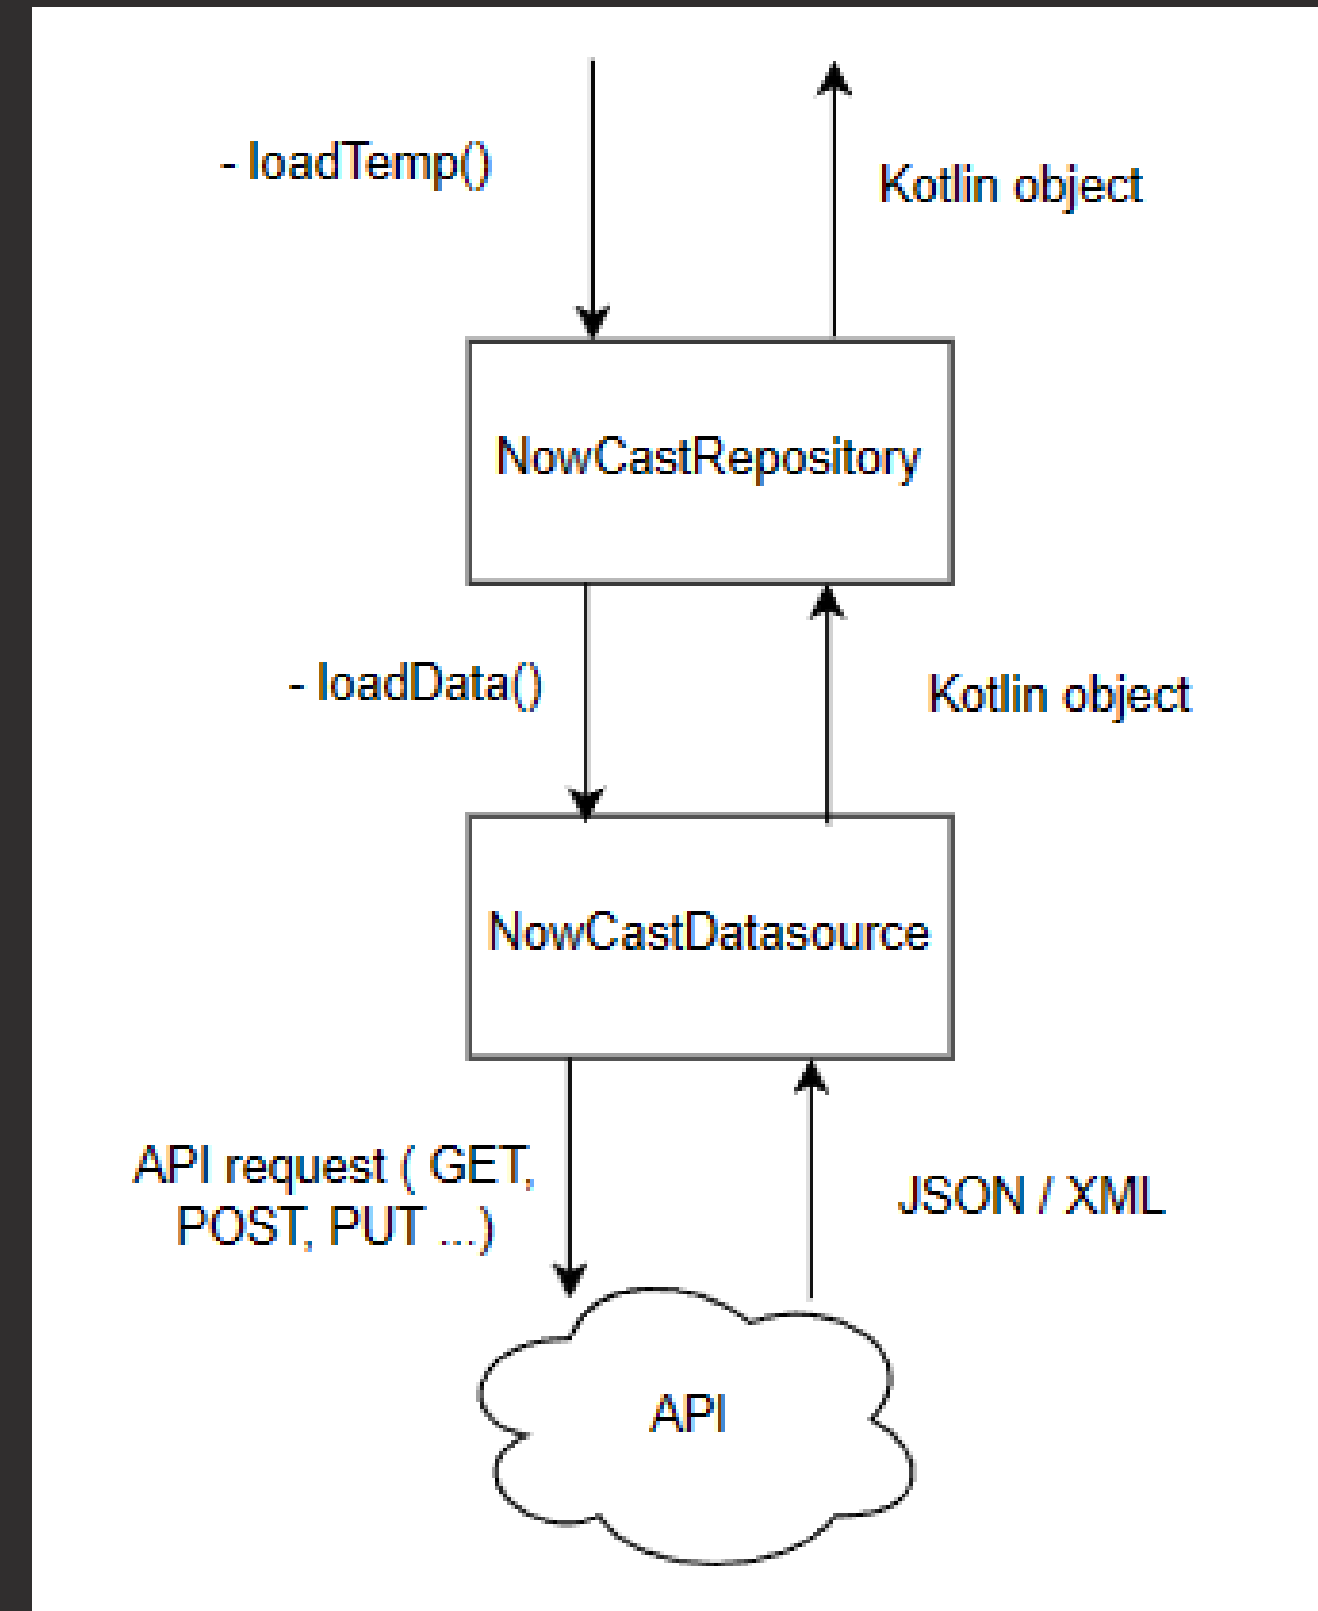 - loadTemp()
Kotlin object
NowCastRepository
- loadData()
Kotlin object
NowCastDatasource
API request ( GET,
POST, PUT ...)
JSON / XML
API